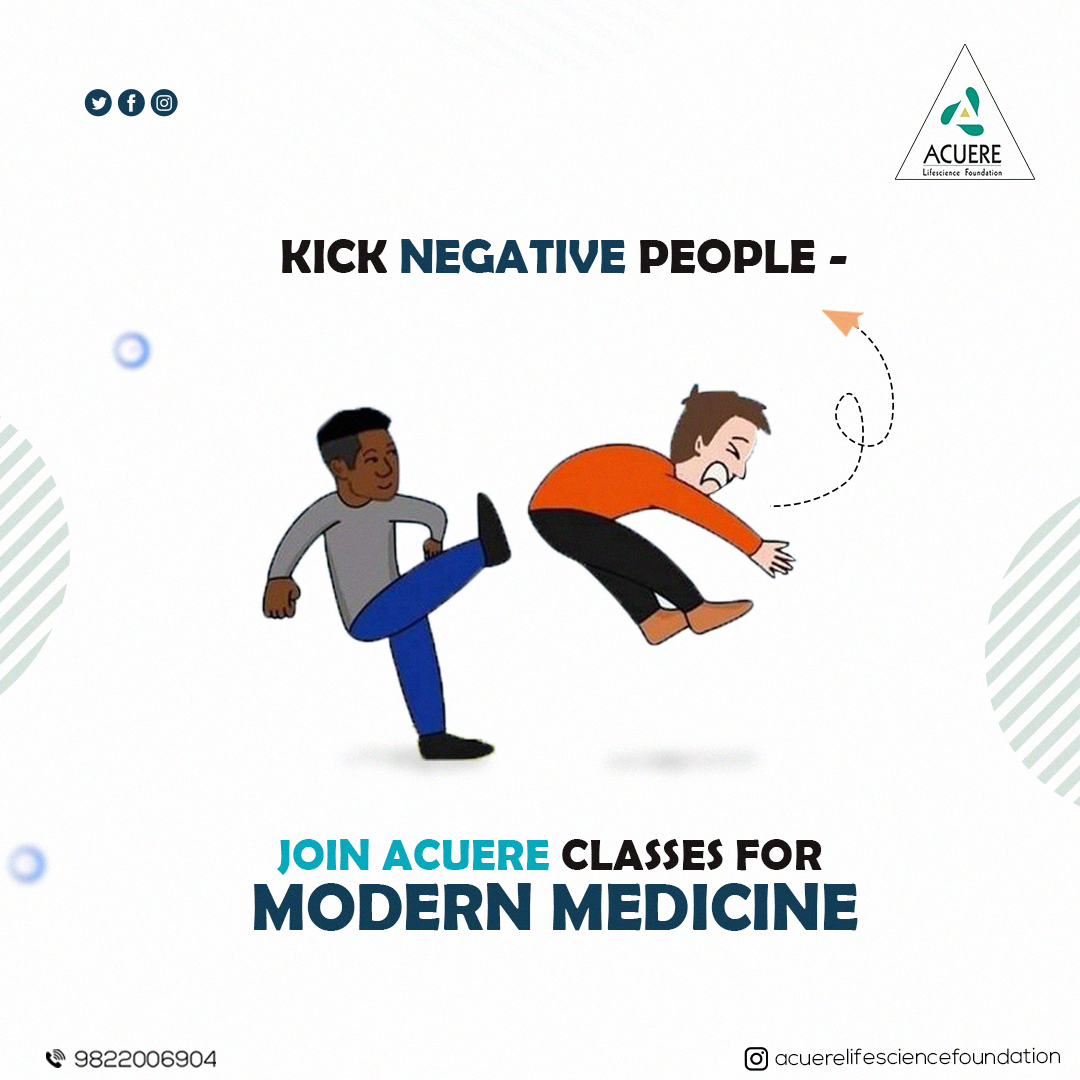 ACUERE
Lifescience Foundation
KICK NEGATIVE PEOPLE -
JOIN ACUERE CLASSES FOR
MODERN MEDICINE
9822006904
acuerelifesciencefoundation